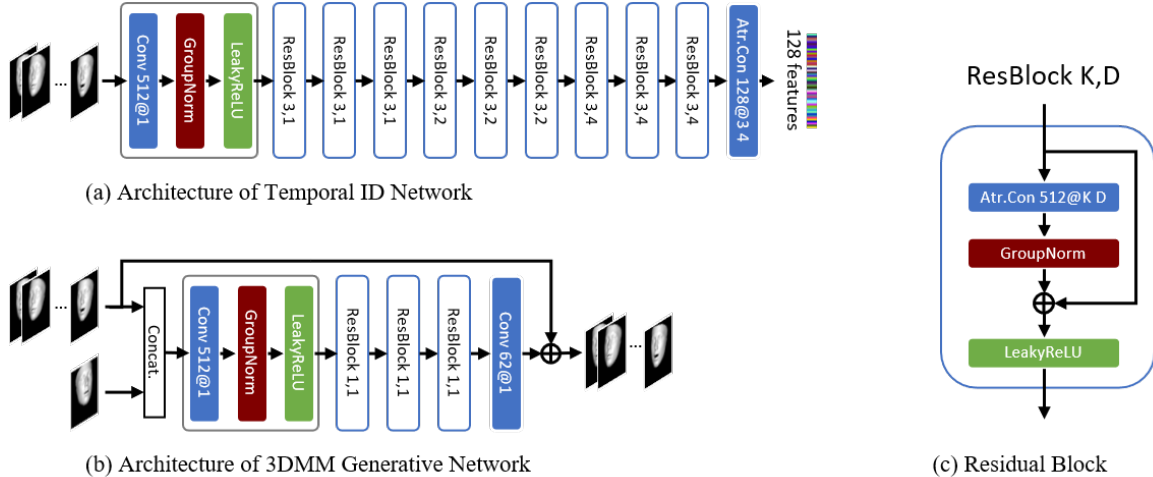 ...
Conv 512@1
GroupNorm
LeakyReLU
ResBlock 3,1
ResBlock 3,1
ResBlock 3,1
ResBlock 3,2
ResBlock 3,2
ResBlock 3,2
ResBlock 3,4
ResBlock 3,4
ResBlock 3,4
Atr.Con 128@3 4
128 features
(a) Architecture of Temporal ID Network
...
Concat.
Conv 512@1
GroupNorm
LeakyReLU
ResBlock 1,1
ResBlock 1,1
ResBlock 1,1
Conv 62@1
...
(b) Architecture of 3DMM Generative Network
ResBlock K,D
Atr.Con 512@K D
GroupNorm
LeakyReLU
(c) Residual Block